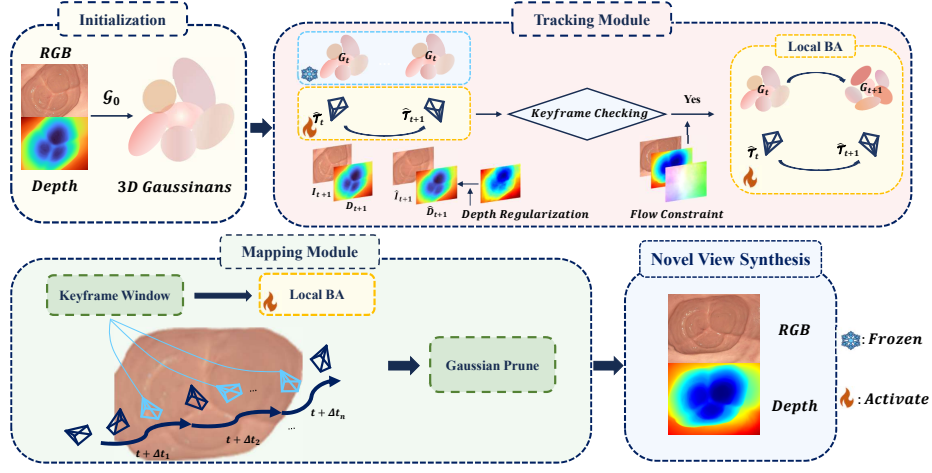 Initialization
RGB
𝒢₀
Depth
3D Gaussinans
Tracking Module
G_t
G_t
𝒯̂_t
𝒯̂_{t+1}
I_{t+1}
D_{t+1}
Î_{t+1}
D̂_{t+1}
Depth Regularization
Keyframe Checking
Yes
Flow Constraint
Local BA
G_t
G_{t+1}
𝒯̂_t
𝒯̂_{t+1}
Mapping Module
Keyframe Window
Local BA
...
t + Δt₁
t + Δt₂
...
t + Δt_n
Gaussian Prune
Novel View Synthesis
RGB
Depth
: Frozen
: Activate